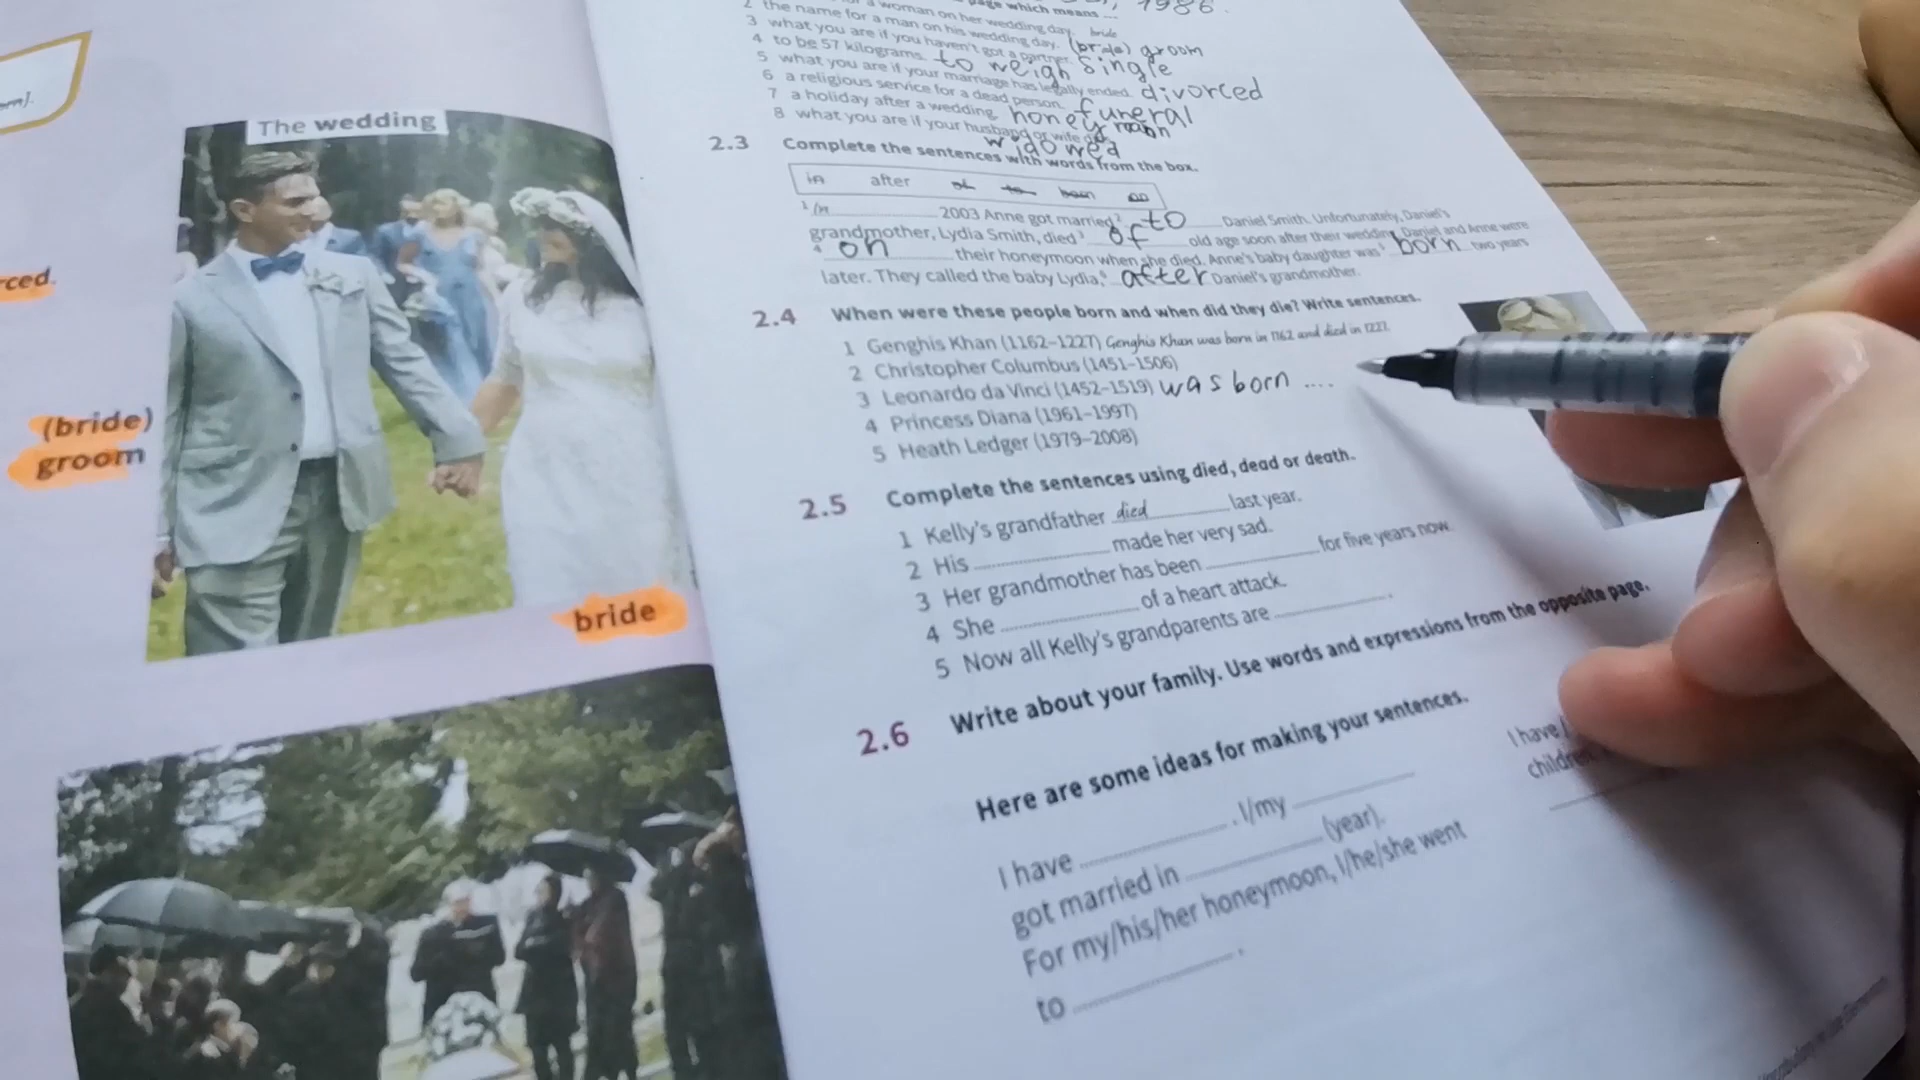 The wedding
ced.
(bride)
groom
bride
page which means ...
1986.
a woman on her wedding day. bride
2 the name for a man on his wedding day. (bride) groom
3 what you are if you haven't got a partner. single
4 to be 57 kilograms. to weigh
5 what you are if your marriage has legally ended. divorced
6 a religious service for a dead person. funeral
7 a holiday after a wedding. honeymoon
8 what you are if your husband or wife dies. widowed
2.3 Complete the sentences with words from the box.
in after of to born on
1 In 2003 Anne got married 2 to Daniel Smith. Unfortunately, Daniel's
grandmother, Lydia Smith, died 3 of old age soon after their wedding. Daniel and Anne were
4 on their honeymoon when she died. Anne's baby daughter was 5 born two years
later. They called the baby Lydia, 6 after Daniel's grandmother.
2.4 When were these people born and when did they die? Write sentences.
1 Genghis Khan (1162–1227) Genghis Khan was born in 1162 and died in 1227.
2 Christopher Columbus (1451–1506)
3 Leonardo da Vinci (1452–1519) was born ....
4 Princess Diana (1961–1997)
5 Heath Ledger (1979–2008)
2.5 Complete the sentences using died, dead or death.
1 Kelly's grandfather died last year.
2 His made her very sad.
3 Her grandmother has been for five years now.
4 She of a heart attack.
5 Now all Kelly's grandparents are .
2.6 Write about your family. Use words and expressions from the opposite page.
Here are some ideas for making your sentences.
I have . I/my
got married in (year).
For my/his/her honeymoon, I/he/she went
to .
I have
children